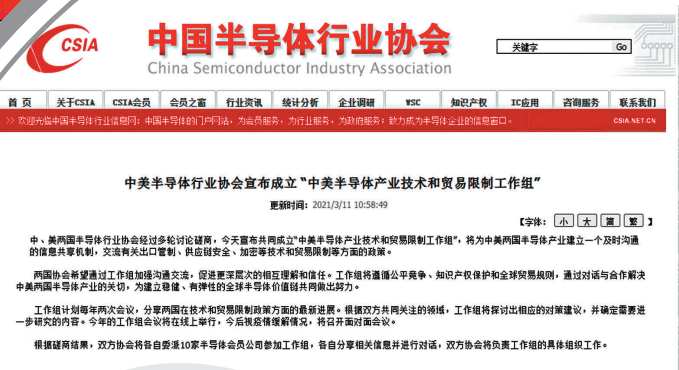 CSIA
中国半导体行业协会
China Semiconductor Industry Association
关键字 Go
首 页 关于CSIA CSIA会员 会员之窗 行业资讯 统计分析 企业调研 WSC 知识产权 IC应用 咨询服务 联系我们
>> 欢迎光临中国半导体行业信息网：中国半导体的门户网站，为会员服务，为行业服务，为政府服务；致力成为半导体企业的信息窗口。 CSIA.NET.CN
中美半导体行业协会宣布成立“中美半导体产业技术和贸易限制工作组”
更新时间：2021/3/11 10:58:49
【字体： 小 大 简 繁 】
中、美两国半导体行业协会经过多轮讨论磋商，今天宣布共同成立“中美半导体产业技术和贸易限制工作组”，将为中美两国半导体产业建立一个及时沟通
的信息共享机制，交流有关出口管制、供应链安全、加密等技术和贸易限制等方面的政策。
两国协会希望通过工作组加强沟通交流，促进更深层次的相互理解和信任。工作组将遵循公平竞争、知识产权保护和全球贸易规则，通过对话与合作解决
中美两国半导体产业的关切，为建立稳健、有弹性的全球半导体价值链共同做出努力。
工作组计划每年两次会议，分享两国在技术和贸易限制政策方面的最新进展。根据双方共同关注的领域，工作组将探讨出相应的对策建议，并确定需要进
一步研究的内容。今年的工作组会议将在线上举行，今后视疫情缓解情况，将召开面对面会议。
根据磋商结果，双方协会将各自委派10家半导体会员公司参加工作组，各自分享相关信息并进行对话，双方协会将负责工作组的具体组织工作。